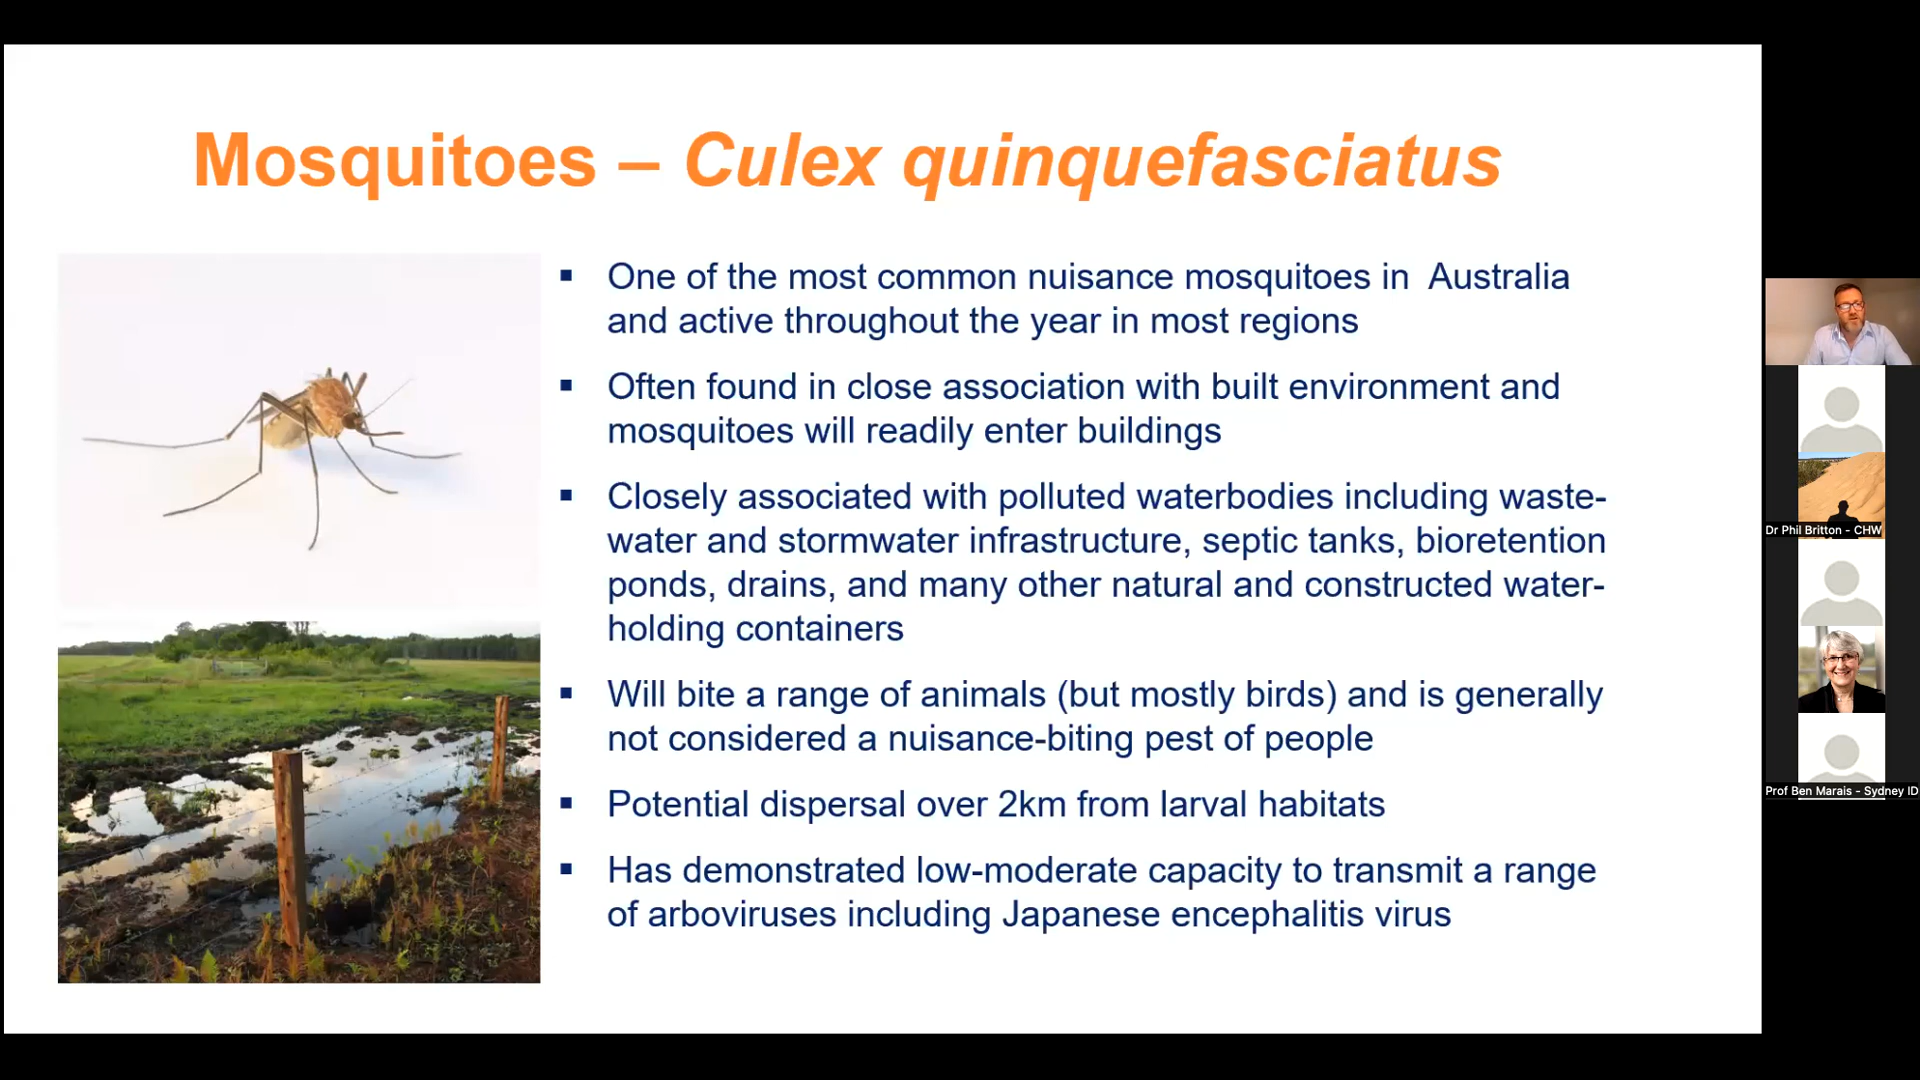 Mosquitoes – Culex quinquefasciatus
▪ One of the most common nuisance mosquitoes in  Australia
and active throughout the year in most regions
▪ Often found in close association with built environment and
mosquitoes will readily enter buildings
▪ Closely associated with polluted waterbodies including waste-
water and stormwater infrastructure, septic tanks, bioretention
ponds, drains, and many other natural and constructed water-
holding containers
▪ Will bite a range of animals (but mostly birds) and is generally
not considered a nuisance-biting pest of people
▪ Potential dispersal over 2km from larval habitats
▪ Has demonstrated low-moderate capacity to transmit a range
of arboviruses including Japanese encephalitis virus
Dr Phil Britton - CHW
Prof Ben Marais - Sydney ID